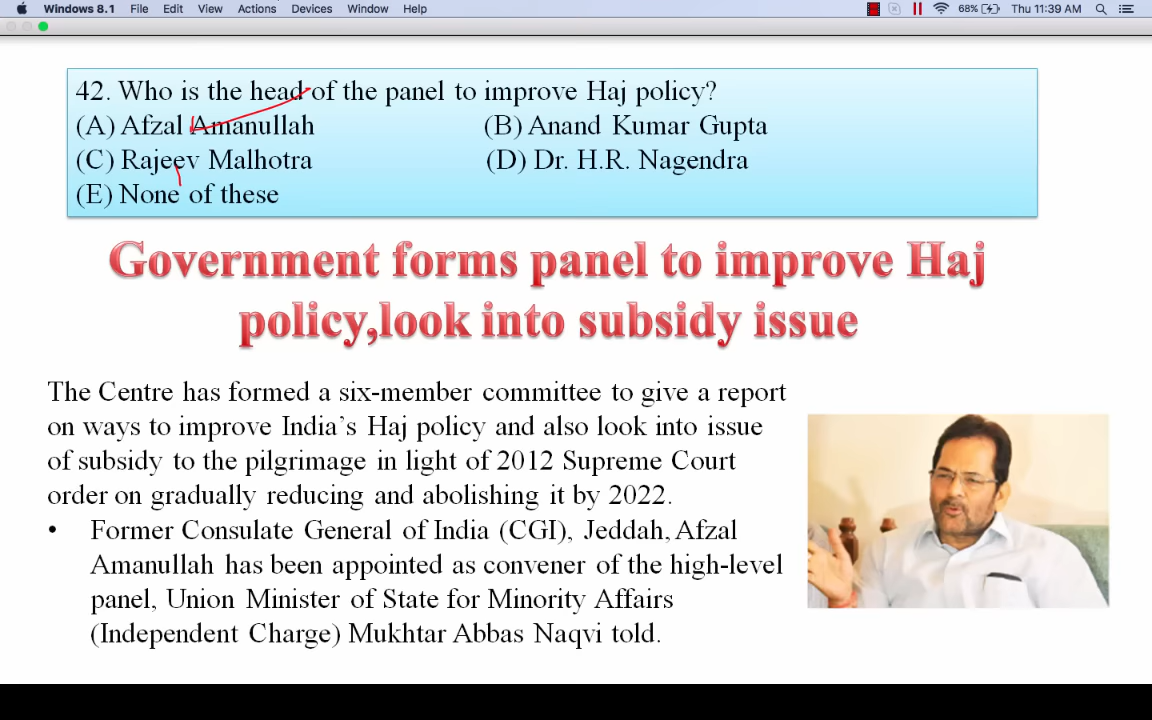 Windows 8.1 File Edit View Actions Devices Window Help 68% Thu 11:39 AM
42. Who is the head of the panel to improve Haj policy?
(A) Afzal Amanullah (B) Anand Kumar Gupta
(C) Rajeev Malhotra (D) Dr. H.R. Nagendra
(E) None of these
Government forms panel to improve Haj
policy,look into subsidy issue
The Centre has formed a six-member committee to give a report
on ways to improve India's Haj policy and also look into issue
of subsidy to the pilgrimage in light of 2012 Supreme Court
order on gradually reducing and abolishing it by 2022.
• Former Consulate General of India (CGI), Jeddah, Afzal
Amanullah has been appointed as convener of the high-level
panel, Union Minister of State for Minority Affairs
(Independent Charge) Mukhtar Abbas Naqvi told.